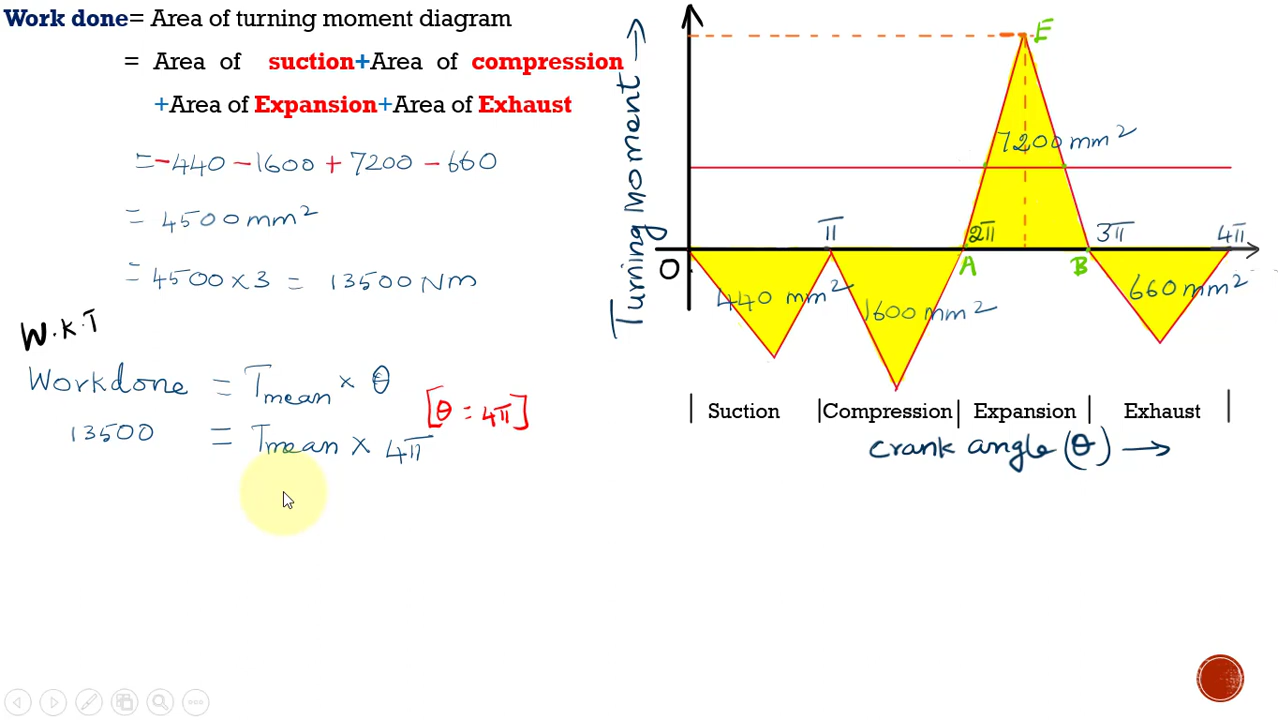 Work done= Area of turning moment diagram
= Area of suction+Area of compression
+Area of Expansion+Area of Exhaust
=-440 -1600 + 7200 - 660
= 4500 mm²
= 4500 x 3 = 13500 Nm
W.K.T
Workdone = Tmean × θ
[θ = 4π]
13500 = Tmean × 4π
Turning Moment →
E
7200 mm²
π
2π
3π
4π
O
A
B
440 mm²
1600 mm²
660 mm²
Suction
Compression
Expansion
Exhaust
Crank angle (θ) →